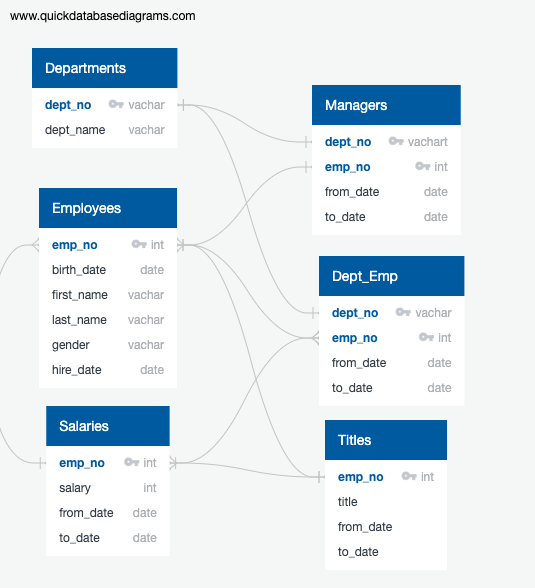 www.quickdatabasediagrams.com
Departments
dept_no vachar
dept_name vachar
Managers
dept_no vachart
emp_no int
from_date date
to_date date
Employees
emp_no int
birth_date date
first_name vachar
last_name vachar
gender vachar
hire_date date
Dept_Emp
dept_no vachar
emp_no int
from_date date
to_date date
Salaries
emp_no int
salary int
from_date date
to_date date
Titles
emp_no int
title
from_date
to_date